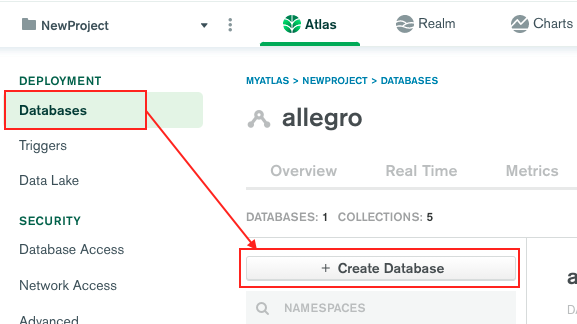 NewProject
Atlas
Realm
Charts
DEPLOYMENT
Databases
Triggers
Data Lake
SECURITY
Database Access
Network Access
Advanced
MYATLAS > NEWPROJECT > DATABASES
allegro
Overview
Real Time
Metrics
DATABASES: 1 COLLECTIONS: 5
+ Create Database
NAMESPACES